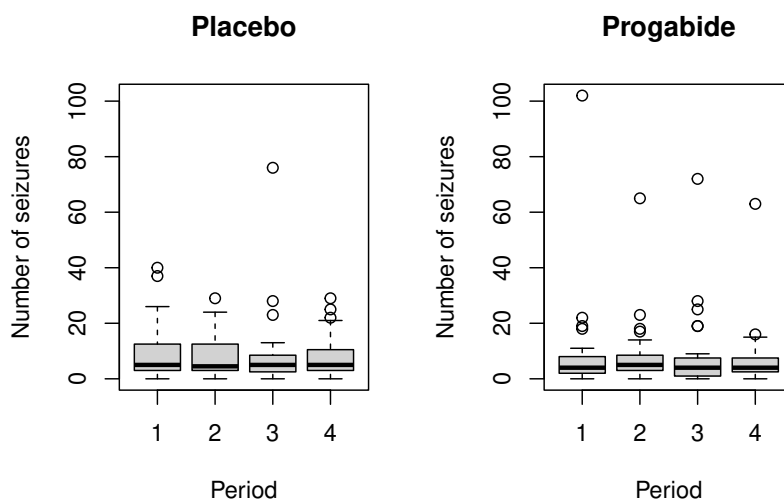 Placebo
Number of seizures
0
20
40
60
80
100
1 2 3 4
Period
Progabide
Number of seizures
0
20
40
60
80
100
1 2 3 4
Period